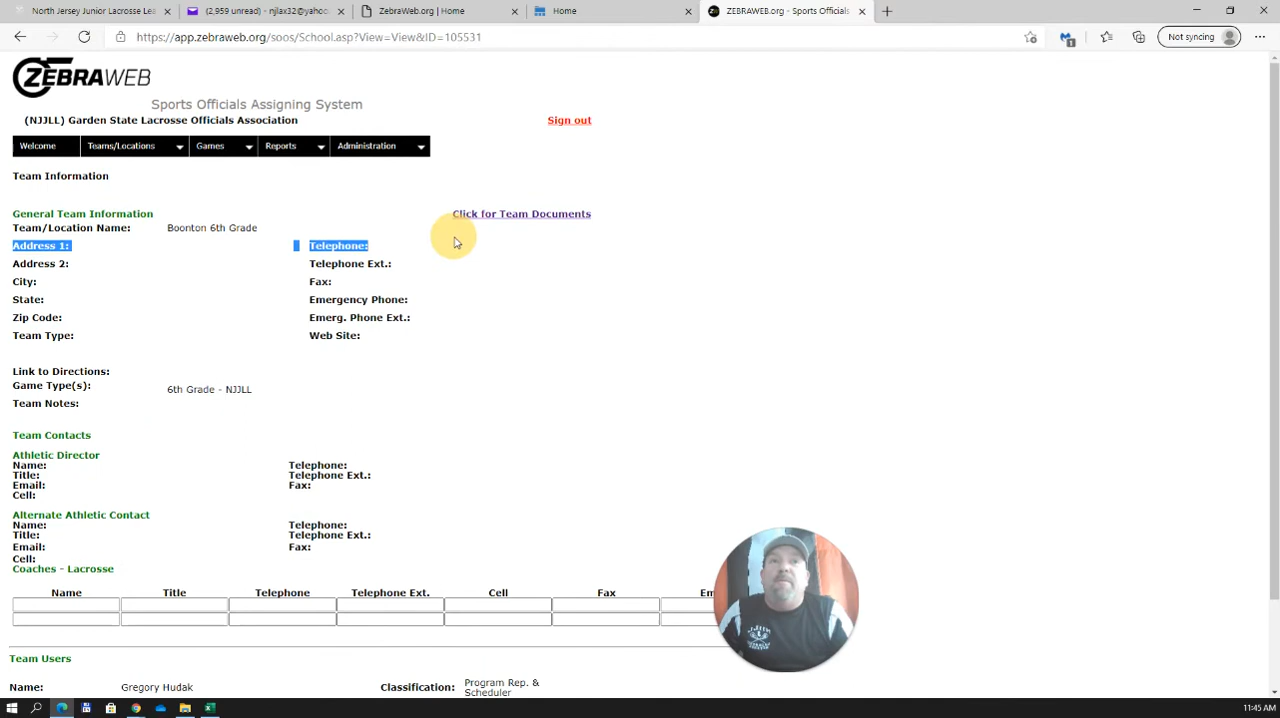 North Jersey Junior Lacrosse Lea
(2,959 unread) - njlax32@yahoo
ZebraWeb.org | Home
Home
ZEBRAWEB.org - Sports Officials
Not syncing
https://app.zebraweb.org/soos/School.asp?View=View&ID=105531
1
ZEBRAWEB
Sports Officials Assigning System
(NJJLL) Garden State Lacrosse Officials Association
Sign out
Welcome Teams/Locations Games Reports Administration
Team Information
General Team Information Click for Team Documents
Team/Location Name: Boonton 6th Grade
Address 1: Telephone:
Address 2: Telephone Ext.:
City: Fax:
State: Emergency Phone:
Zip Code: Emerg. Phone Ext.:
Team Type: Web Site:
Link to Directions:
Game Type(s): 6th Grade - NJJLL
Team Notes:
Team Contacts
Athletic Director
Name: Telephone:
Title: Telephone Ext.:
Email: Fax:
Cell:
Alternate Athletic Contact
Name: Telephone:
Title: Telephone Ext.:
Email: Fax:
Cell:
Coaches - Lacrosse
Name Title Telephone Telephone Ext. Cell Fax Em
Team Users
Name: Gregory Hudak Classification: Program Rep. &
Scheduler
11:45 AM